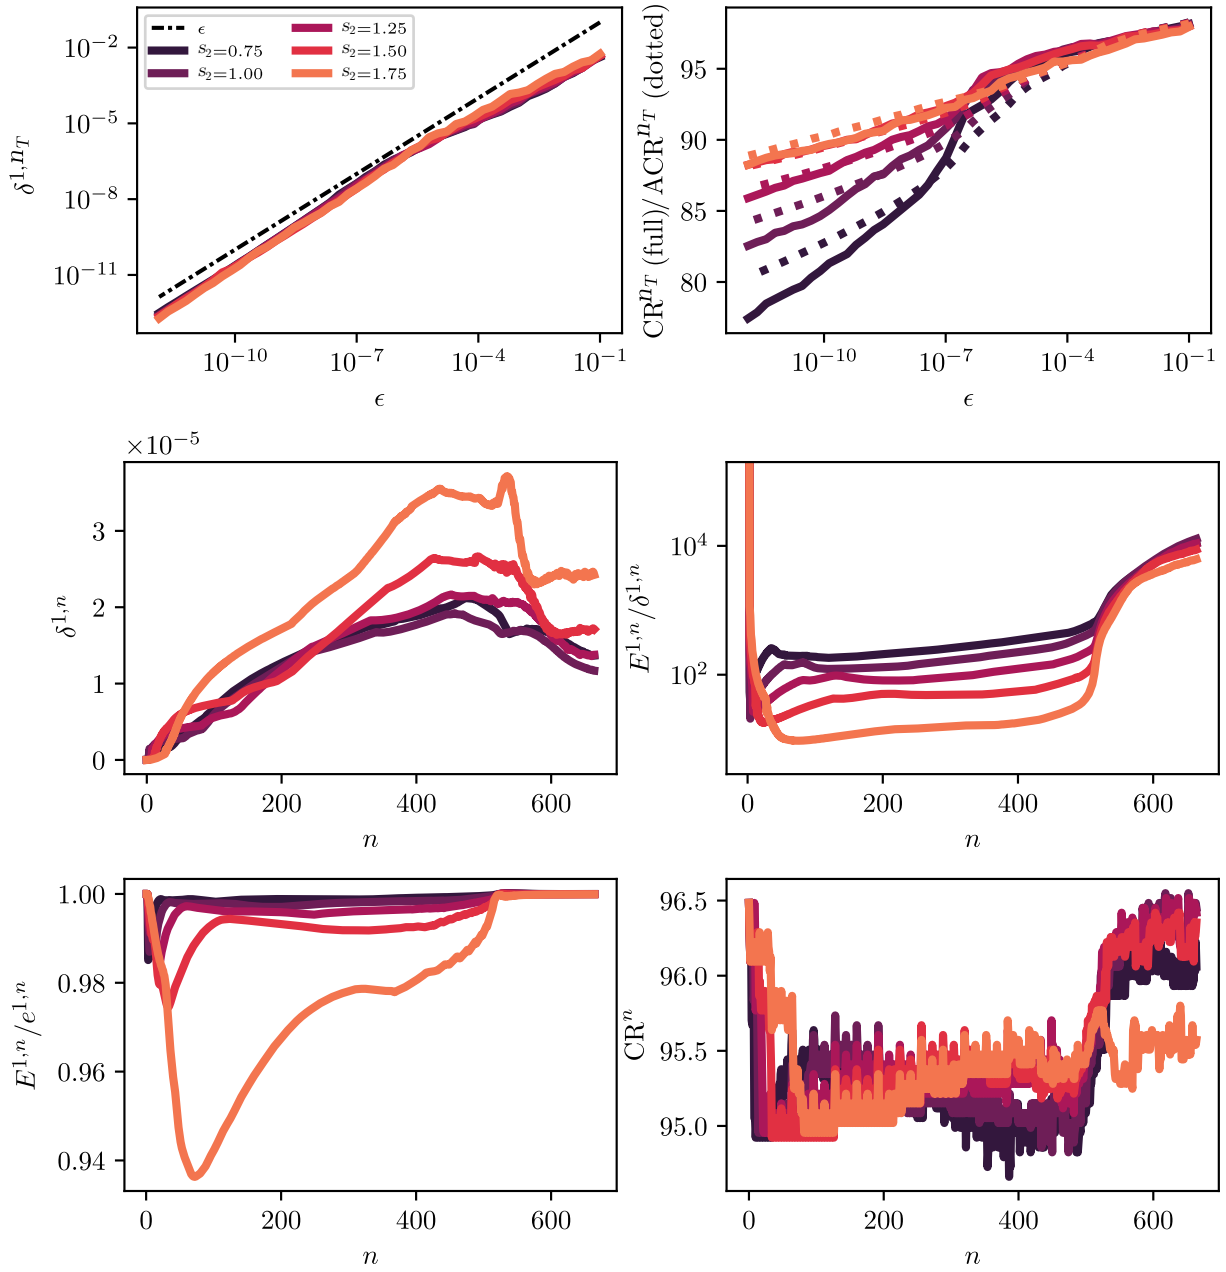 10⁻²
10⁻⁵
10⁻⁸
10⁻¹¹
δ^{1,n_T}
ϵ
s₂=0.75
s₂=1.00
s₂=1.25
s₂=1.50
s₂=1.75
10⁻¹⁰
10⁻⁷
10⁻⁴
10⁻¹
ϵ
CR^{n_T} (full)/ACR^{n_T} (dotted)
95
90
85
80
10⁻¹⁰
10⁻⁷
10⁻⁴
10⁻¹
ϵ
×10⁻⁵
δ^{1,n}
3
2
1
0
0
200
400
600
n
E^{1,n}/δ^{1,n}
10⁴
10²
0
200
400
600
n
E^{1,n}/e^{1,n}
1.00
0.98
0.96
0.94
0
200
400
600
n
CRⁿ
96.5
96.0
95.5
95.0
0
200
400
600
n